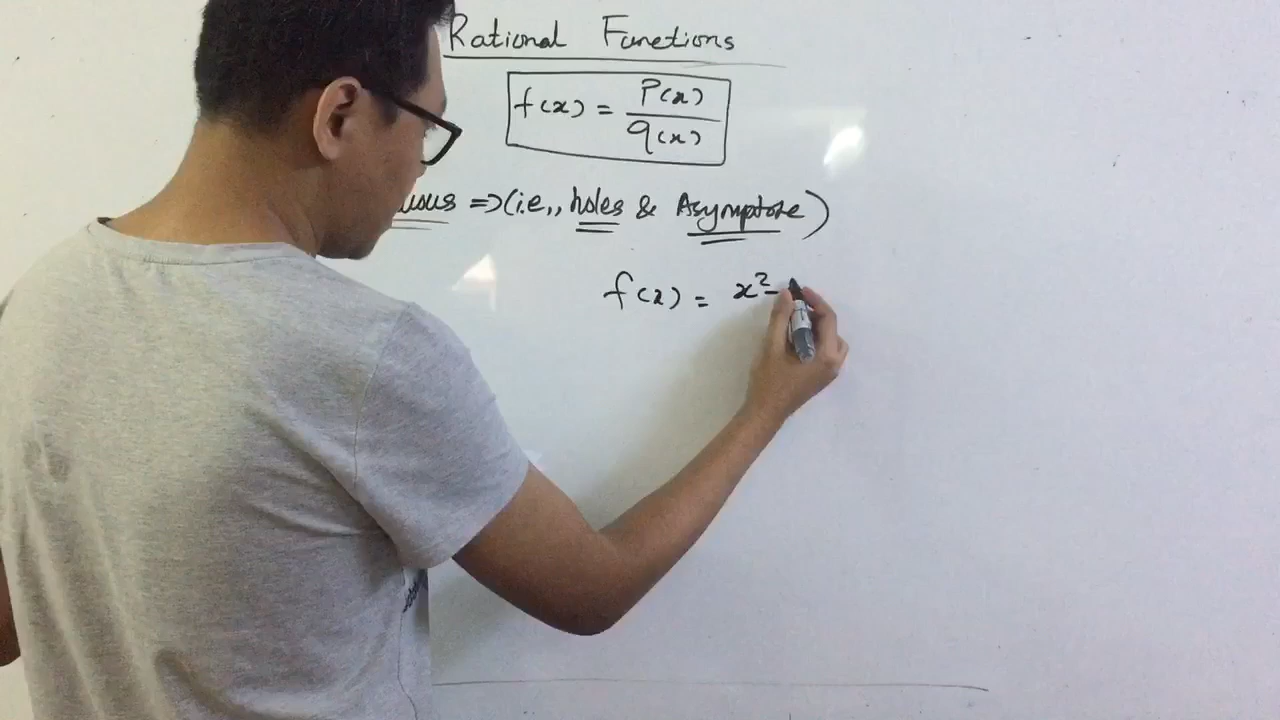 Rational Functions
f(x) = P(x) / q(x)
=> (i.e., holes & Asymptote)
f(x) = x² -